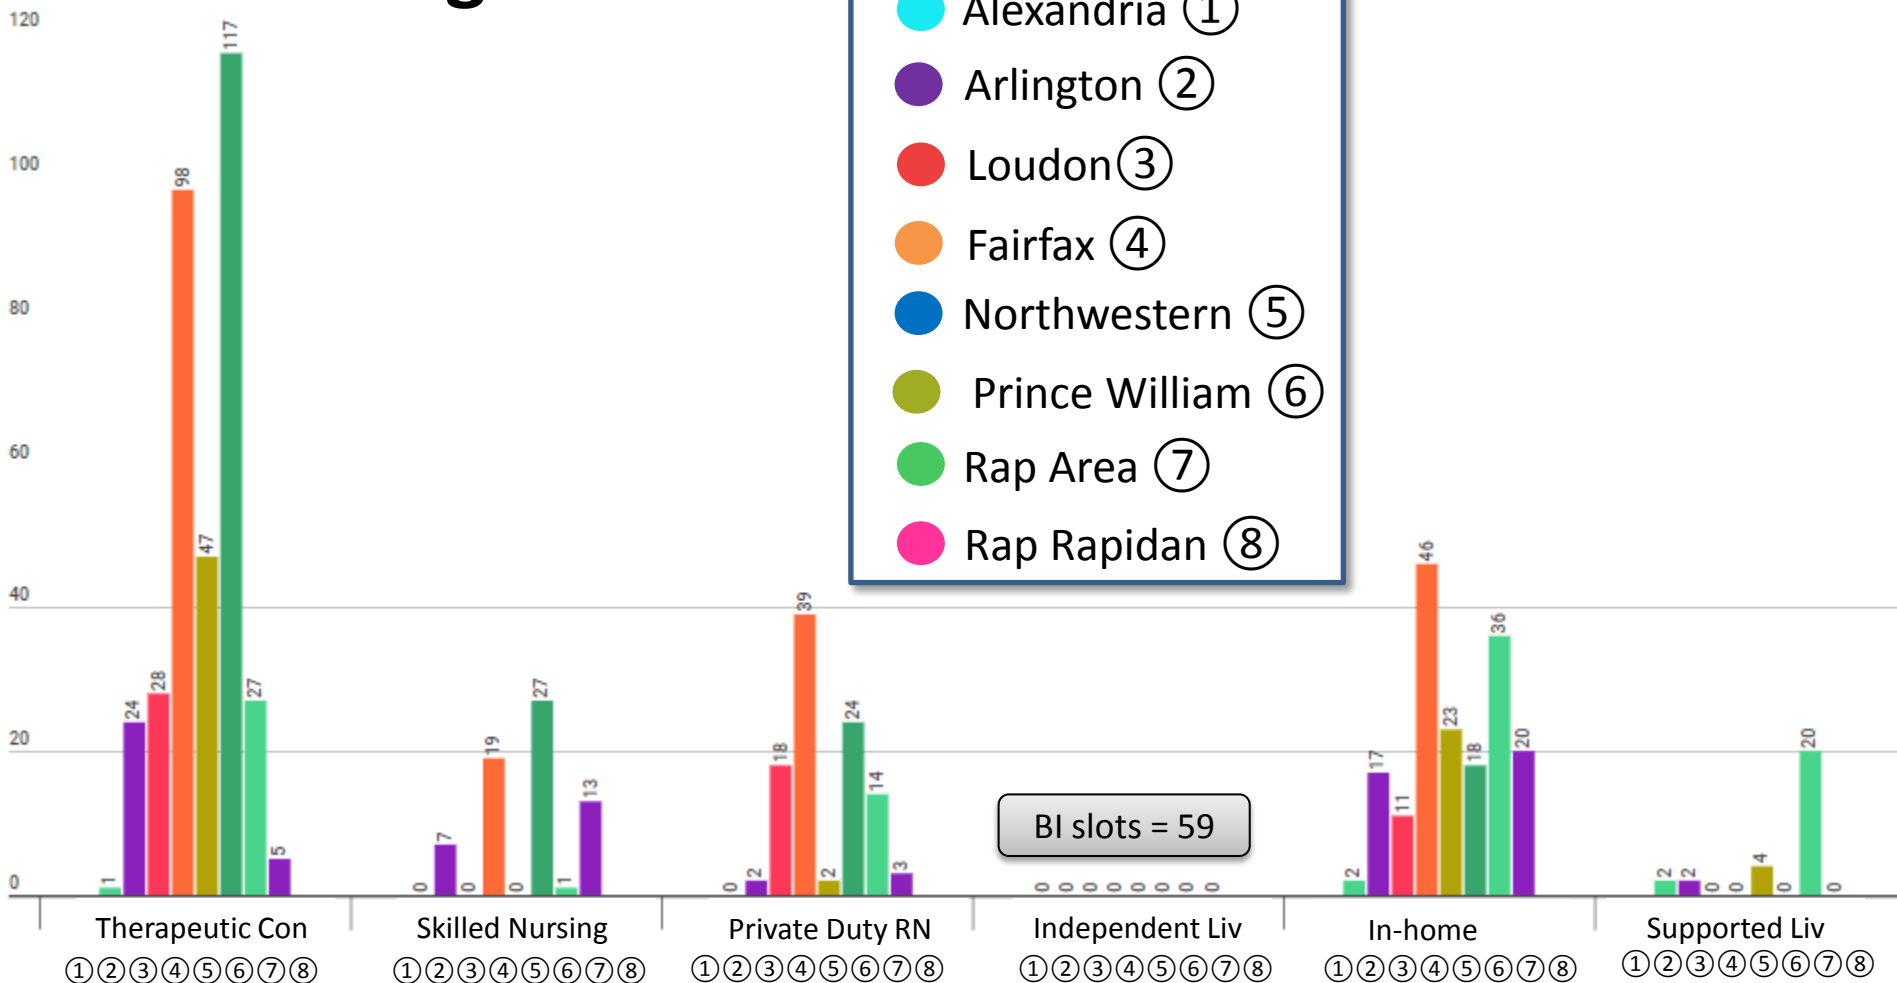 g
Alexandria ①
Arlington ②
Loudon ③
Fairfax ④
Northwestern ⑤
Prince William ⑥
Rap Area ⑦
Rap Rapidan ⑧
120
100
80
60
40
20
0
1 24 28 98 47 117 27 5
0 7 0 19 0 27 1 13
0 2 18 39 2 24 14 3
0 0 0 0 0 0 0 0
2 17 11 46 23 18 36 20
2 2 0 0 4 0 20 0
BI slots = 59
Therapeutic Con Skilled Nursing Private Duty RN Independent Liv In-home Supported Liv
①②③④⑤⑥⑦⑧ ①②③④⑤⑥⑦⑧ ①②③④⑤⑥⑦⑧ ①②③④⑤⑥⑦⑧ ①②③④⑤⑥⑦⑧ ①②③④⑤⑥⑦⑧